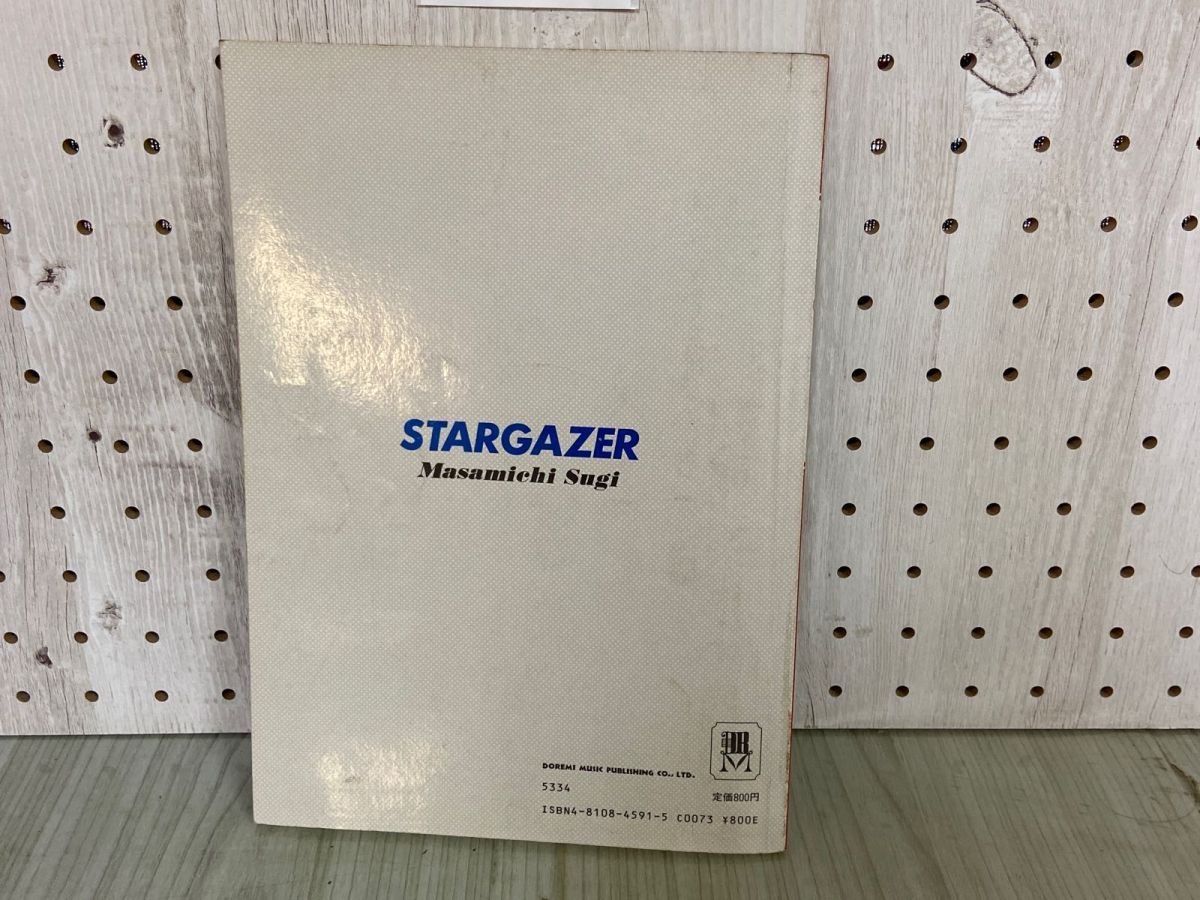 STARGAZER
Masamichi Sugi
DRM
DOREMI MUSIC PUBLISHING CO., LTD.
5334
定価800円
ISBN4-8108-4591-5 C0073 ¥800E